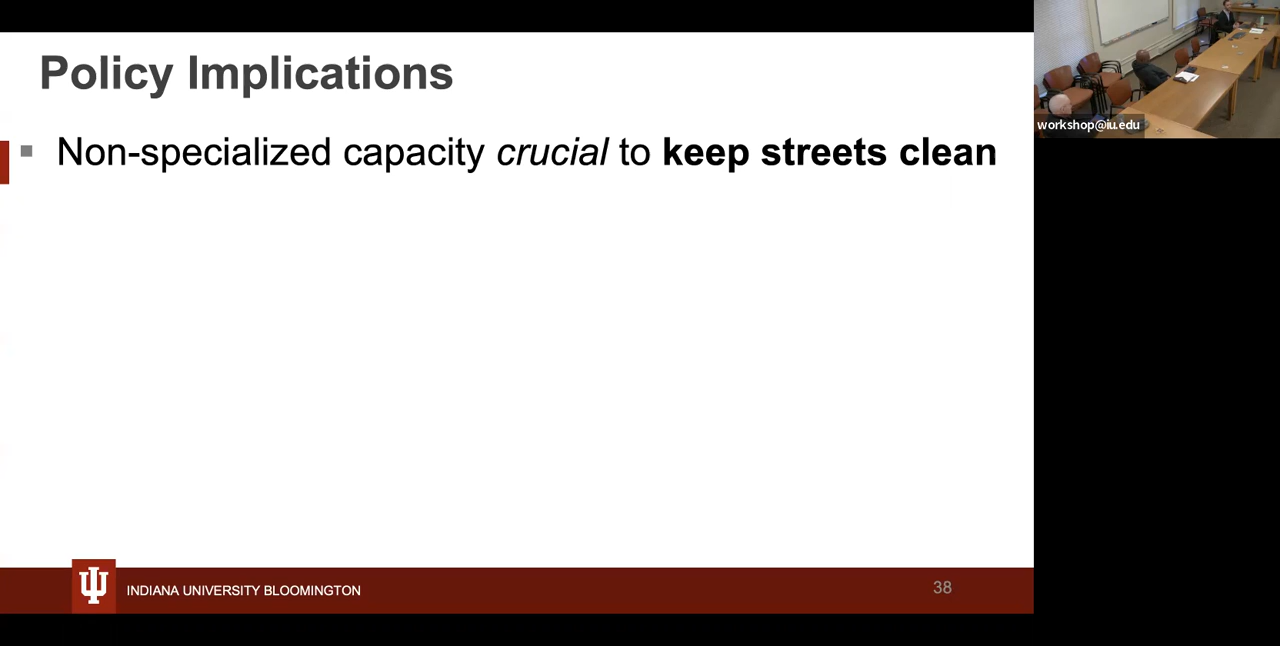 Policy Implications
▪ Non-specialized capacity crucial to keep streets clean
INDIANA UNIVERSITY BLOOMINGTON
38
workshop@iu.edu